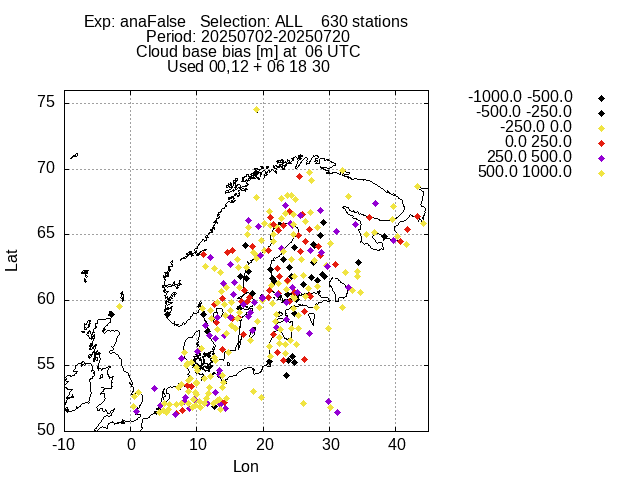 Exp: anaFalse Selection: ALL 630 stations
Period: 20250702-20250720
Cloud base bias [m] at 06 UTC
Used 00,12 + 06 18 30
-1000.0 -500.0
-500.0 -250.0
-250.0 0.0
0.0 250.0
250.0 500.0
500.0 1000.0
75
70
65
60
55
50
Lat
-10 0 10 20 30 40
Lon